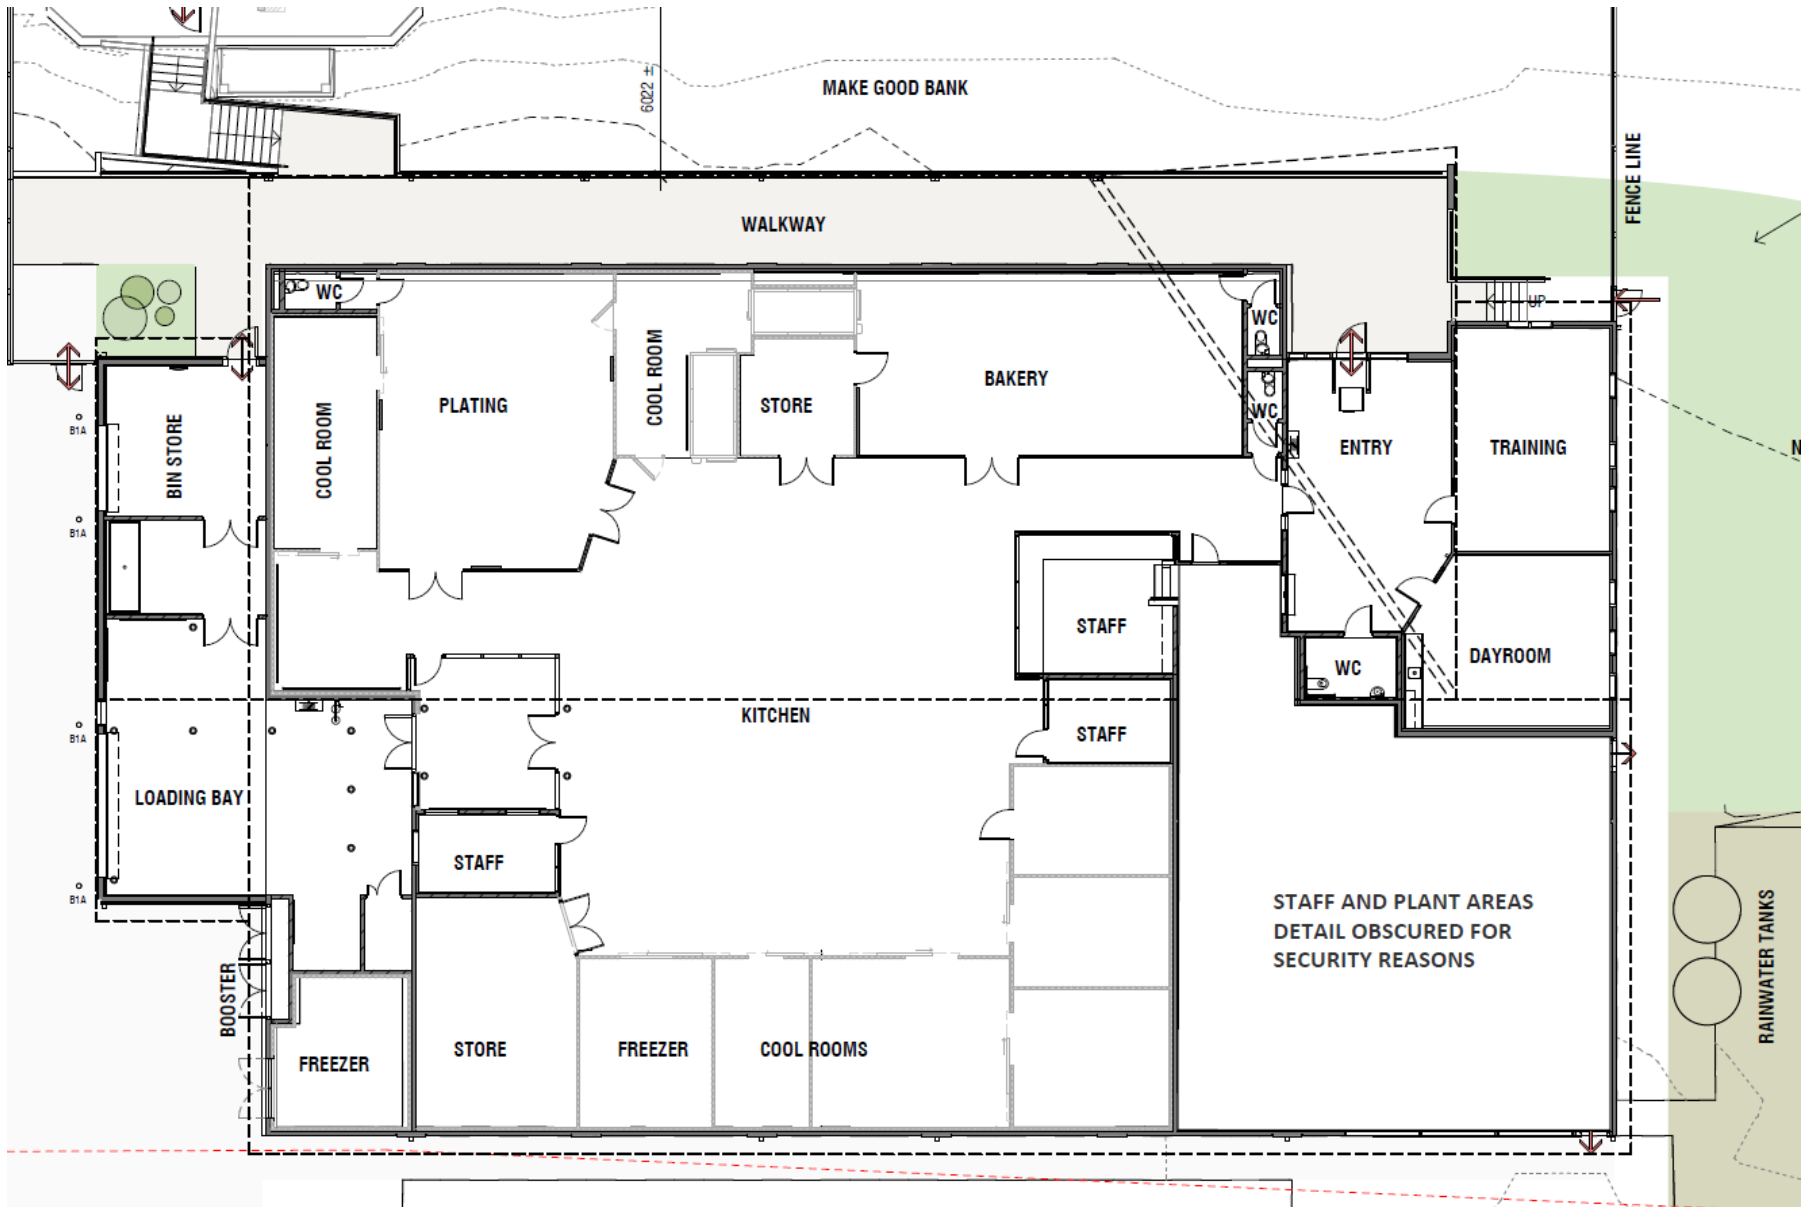 MAKE GOOD BANK
6022 ±
FENCE LINE
WALKWAY
WC
UP
WC
COOL ROOM
BAKERY
PLATING
STORE
WC
B1A
BIN STORE
COOL ROOM
ENTRY
TRAINING
N
B1A
STAFF
DAYROOM
WC
KITCHEN
STAFF
B1A
LOADING BAY
STAFF
B1A
STAFF AND PLANT AREAS
DETAIL OBSCURED FOR
SECURITY REASONS
RAINWATER TANKS
BOOSTER
FREEZER
STORE
FREEZER
COOL ROOMS